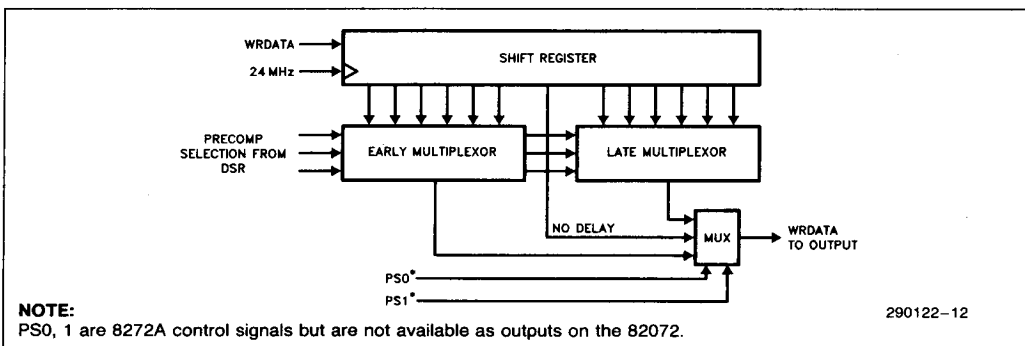 WRDATA
24 MHz
SHIFT REGISTER
PRECOMP
SELECTION FROM
DSR
EARLY MULTIPLEXOR
LATE MULTIPLEXOR
NO DELAY
MUX
WRDATA
TO OUTPUT
PS0*
PS1*
NOTE:
290122-12
PS0, 1 are 8272A control signals but are not available as outputs on the 82072.